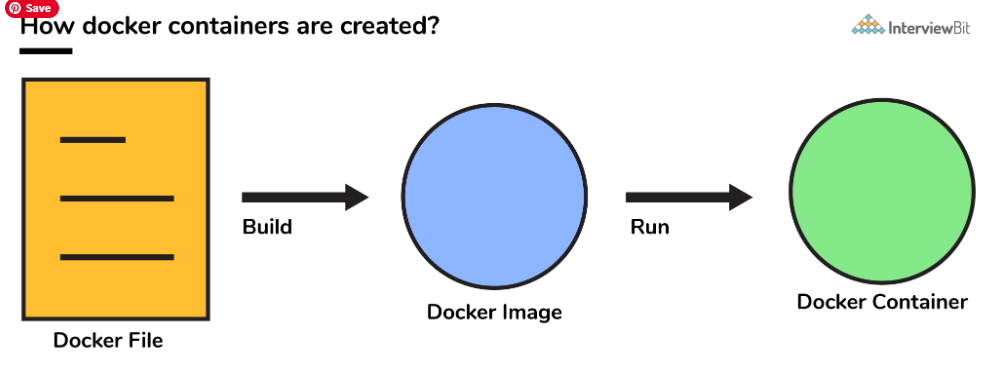 Save
How docker containers are created?
InterviewBit
Build
Run
Docker Image
Docker Container
Docker File